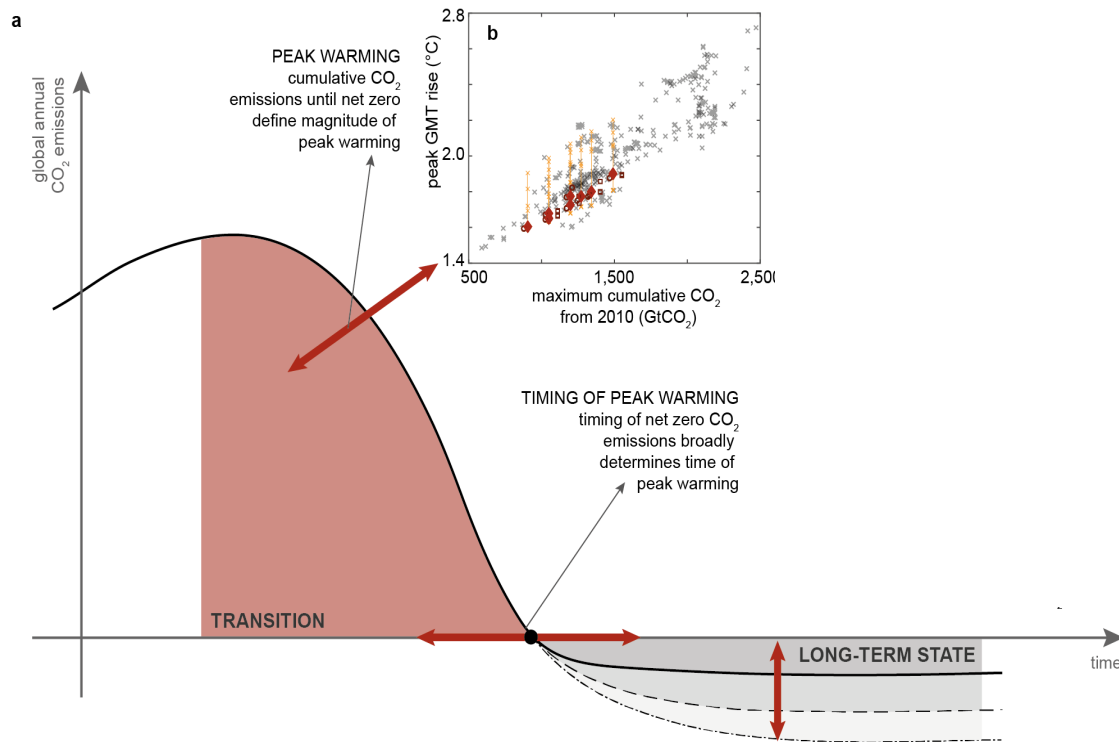 a
global annual
CO₂ emissions
PEAK WARMING
cumulative CO₂
emissions until net zero
define magnitude of
peak warming
b
peak GMT rise (°C)
2.8
2.0
1.4
500
1,000
1,500
2,500
maximum cumulative CO₂
from 2010 (GtCO₂)
TIMING OF PEAK WARMING
timing of net zero CO₂
emissions broadly
determines time of
peak warming
TRANSITION
LONG-TERM STATE
time